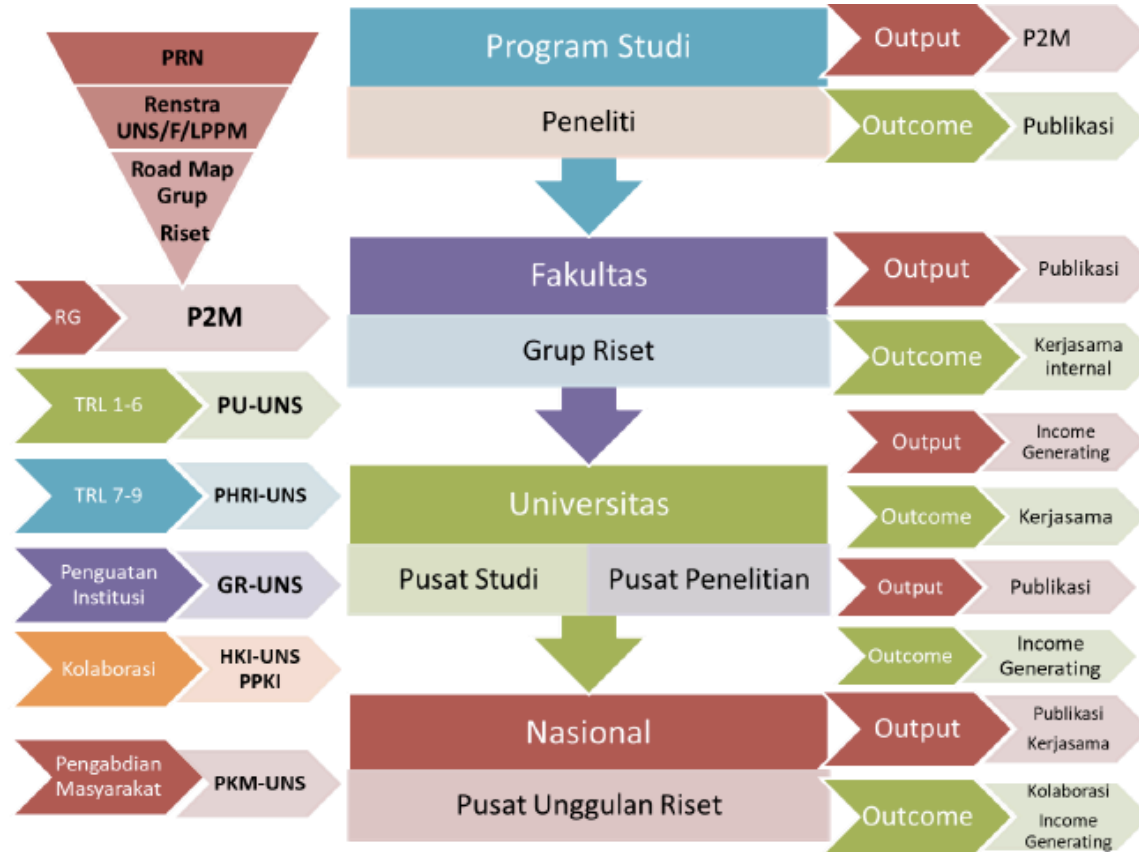 PRN
Renstra
UNS/F/LPPM
Road Map
Grup
Riset
RG
P2M
TRL 1-6
PU-UNS
TRL 7-9
PHRI-UNS
Penguatan
Institusi
GR-UNS
Kolaborasi
HKI-UNS
PPKI
Pengabdian
Masyarakat
PKM-UNS
Program Studi
Peneliti
Fakultas
Grup Riset
Universitas
Pusat Studi
Pusat Penelitian
Nasional
Pusat Unggulan Riset
Output
P2M
Outcome
Publikasi
Output
Publikasi
Outcome
Kerjasama
internal
Output
Income
Generating
Outcome
Kerjasama
Output
Publikasi
Outcome
Income
Generating
Output
Publikasi
Kerjasama
Outcome
Kolaborasi
Income
Generating